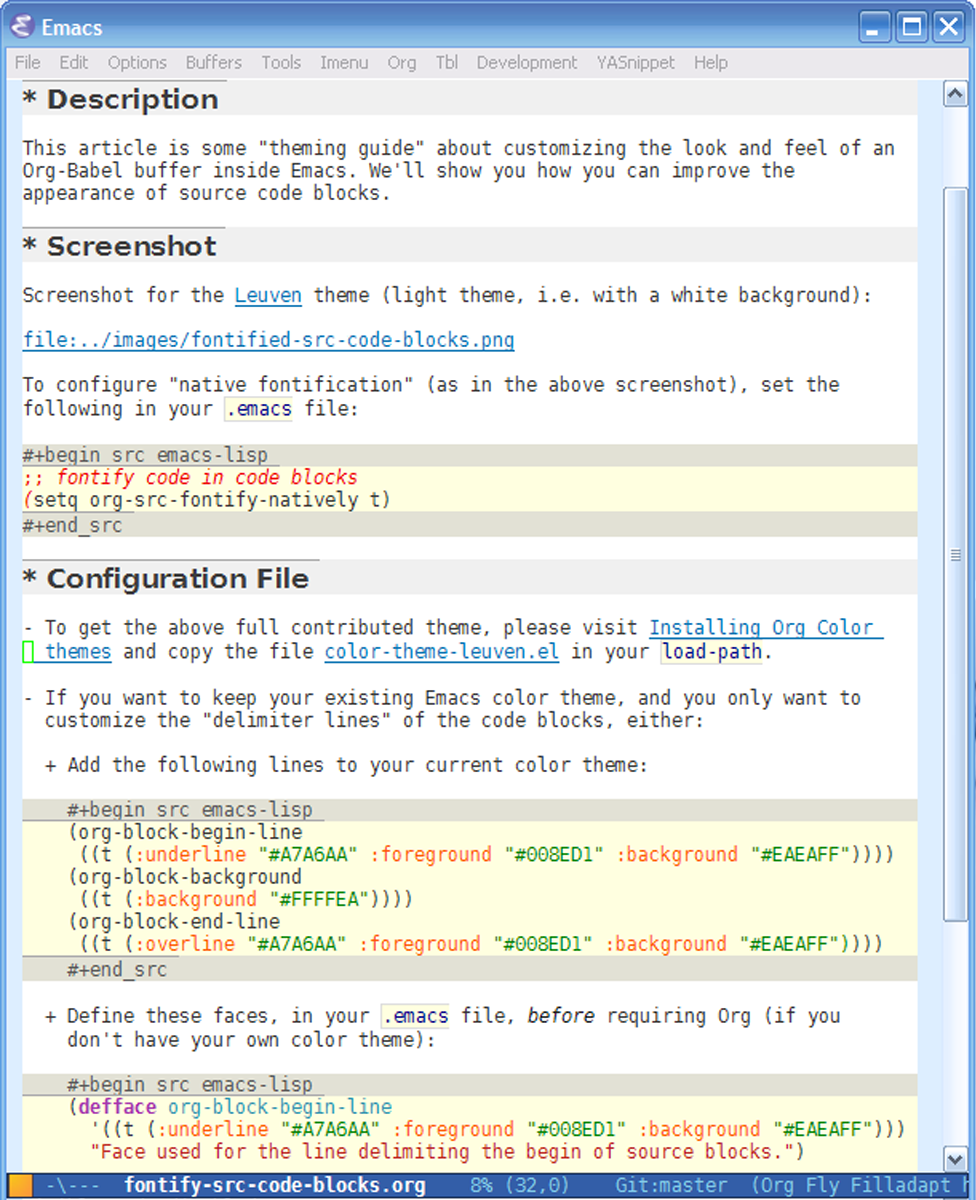 Emacs
File Edit Options Buffers Tools Imenu Org Tbl Development YASnippet Help
* Description
This article is some "theming guide" about customizing the look and feel of an
Org-Babel buffer inside Emacs. We'll show you how you can improve the
appearance of source code blocks.
* Screenshot
Screenshot for the Leuven theme (light theme, i.e. with a white background):
file:../images/fontified-src-code-blocks.png
To configure "native fontification" (as in the above screenshot), set the
following in your .emacs file:
#+begin_src emacs-lisp
;; fontify code in code blocks
(setq org-src-fontify-natively t)
#+end_src
* Configuration File
- To get the above full contributed theme, please visit Installing Org Color
themes and copy the file color-theme-leuven.el in your load-path.
- If you want to keep your existing Emacs color theme, and you only want to
customize the "delimiter lines" of the code blocks, either:
+ Add the following lines to your current color theme:
#+begin_src emacs-lisp
(org-block-begin-line
((t (:underline "#A7A6AA" :foreground "#008ED1" :background "#EAEAFF"))))
(org-block-background
((t (:background "#FFFFEA"))))
(org-block-end-line
((t (:overline "#A7A6AA" :foreground "#008ED1" :background "#EAEAFF"))))
#+end_src
+ Define these faces, in your .emacs file, before requiring Org (if you
don't have your own color theme):
#+begin_src emacs-lisp
(defface org-block-begin-line
'((t (:underline "#A7A6AA" :foreground "#008ED1" :background "#EAEAFF")))
"Face used for the line delimiting the begin of source blocks.")
-\--- fontify-src-code-blocks.org 8% (32,0) Git:master (Org Fly Filladapt